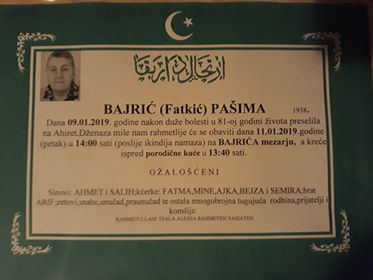 BAJRIĆ (Fatkić) PAŠIMA 1938.
Dana 09.01.2019. godine nakon duže bolesti u 81-oj godini života preselila
na Ahiret.Dženaza mile nam rahmetlije će se obaviti dana 11.01.2019.godine
(petak) u 14:00 sati (poslije ikindija namaza) na BAJRIĆA mezarju, a kreće
ispred porodične kuće u 13:40 sati.
OŽALOŠĆENI
Sinovi: AHMET i SALIH;kćerke: FATMA,MINE,AJKA,BEIZA i SEMIRA;brat
ARIF;zetovi,snahe,unučad,praunučad te ostala mnogobrojna tugujuća rodbina,prijatelji i
komšije
RAHMETULLAHI TEALA ALEJHA RAHMETEN VASIATEN